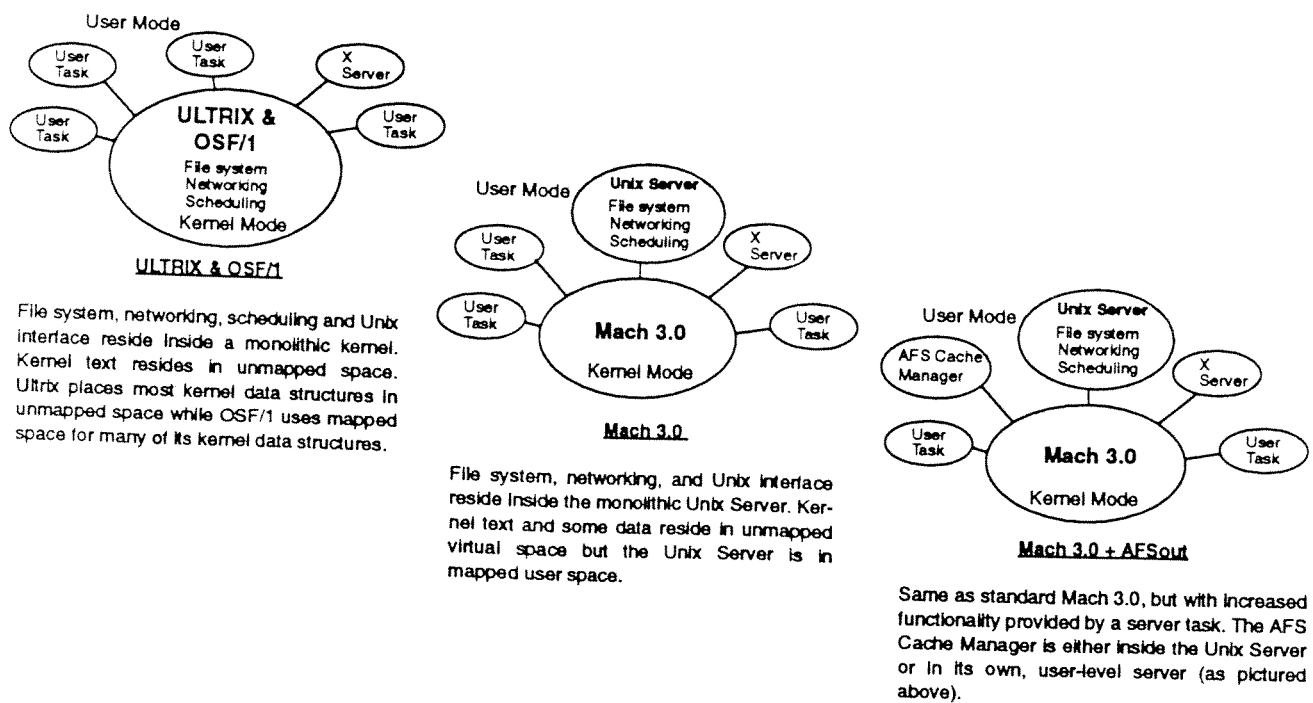 User Mode
User
Task
User
Task
X
Server
User
Task
User
Task
ULTRIX &
OSF/1
File system
Networking
Scheduling
Kernel Mode
ULTRIX & OSF/1
File system, networking, scheduling and Unix
interface reside inside a monolithic kernel.
Kernel text resides in unmapped space.
Ultrix places most kernel data structures in
unmapped space while OSF/1 uses mapped
space for many of its kernel data structures.
User Mode
Unix Server
File system
Networking
Scheduling
User
Task
X
Server
User
Task
User
Task
Mach 3.0
Kernel Mode
Mach 3.0
File system, networking, and Unix interface
reside inside the monolithic Unix Server. Ker-
nel text and some data reside in unmapped
virtual space but the Unix Server is in
mapped user space.
User Mode
Unix Server
File system
Networking
Scheduling
AFS Cache
Manager
X
Server
User
Task
User
Task
Mach 3.0
Kernel Mode
Mach 3.0 + AFSout
Same as standard Mach 3.0, but with increased
functionality provided by a server task. The AFS
Cache Manager is either inside the Unix Server
or in its own, user-level server (as pictured
above).